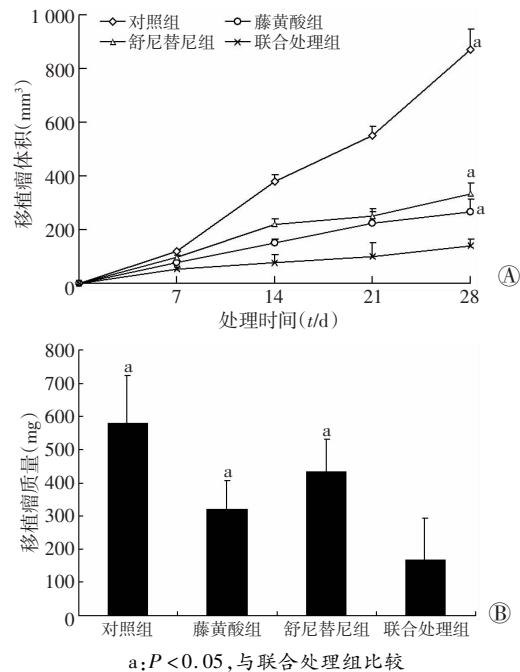 1 000
对照组 藤黄酸组
舒尼替尼组 联合处理组
a
800
600
400
a
a
200
0
7 14 21 28
移植瘤体积(mm³)
处理时间(t/d)
Ⓐ
800
700
600
500
400
300
200
100
0
a
a
a
移植瘤质量(mg)
对照组 藤黄酸组 舒尼替尼组 联合处理组
Ⓑ
a:P<0.05,与联合处理组比较